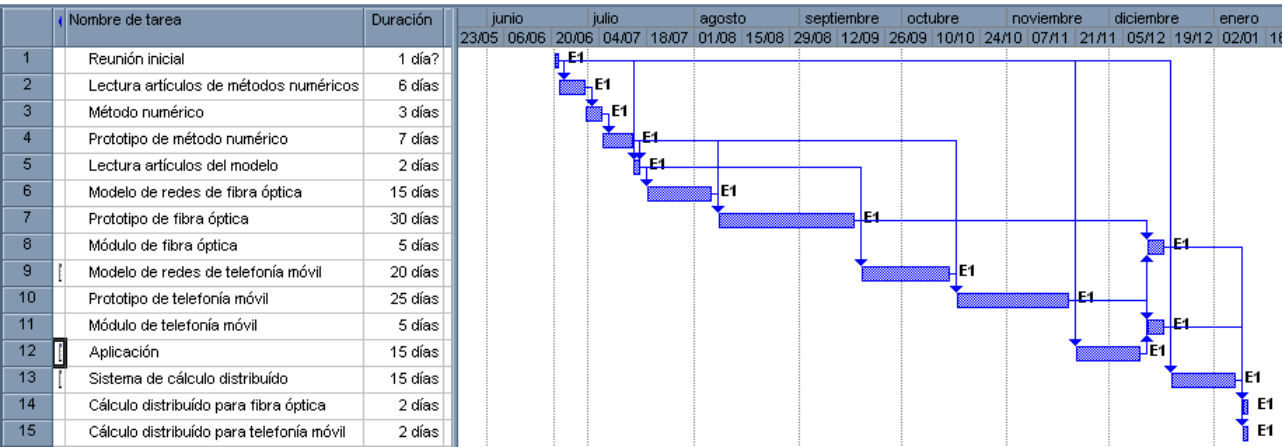 Nombre de tarea Duración junio julio agosto septiembre octubre noviembre diciembre enero
23/05 06/06 20/06 04/07 18/07 01/08 15/08 29/08 12/09 26/09 10/10 24/10 07/11 21/11 05/12 19/12 02/01 16
1 Reunión inicial 1 día? E1
2 Lectura artículos de métodos numéricos 6 días E1
3 Método numérico 3 días E1
4 Prototipo de método numérico 7 días E1
5 Lectura artículos del modelo 2 días E1
6 Modelo de redes de fibra óptica 15 días E1
7 Prototipo de fibra óptica 30 días E1
8 Módulo de fibra óptica 5 días E1
9 Modelo de redes de telefonía móvil 20 días E1
10 Prototipo de telefonía móvil 25 días E1
11 Módulo de telefonía móvil 5 días E1
12 Aplicación 15 días E1
13 Sistema de cálculo distribuído 15 días E1
14 Cálculo distribuído para fibra óptica 2 días E1
15 Cálculo distribuído para telefonía móvil 2 días E1